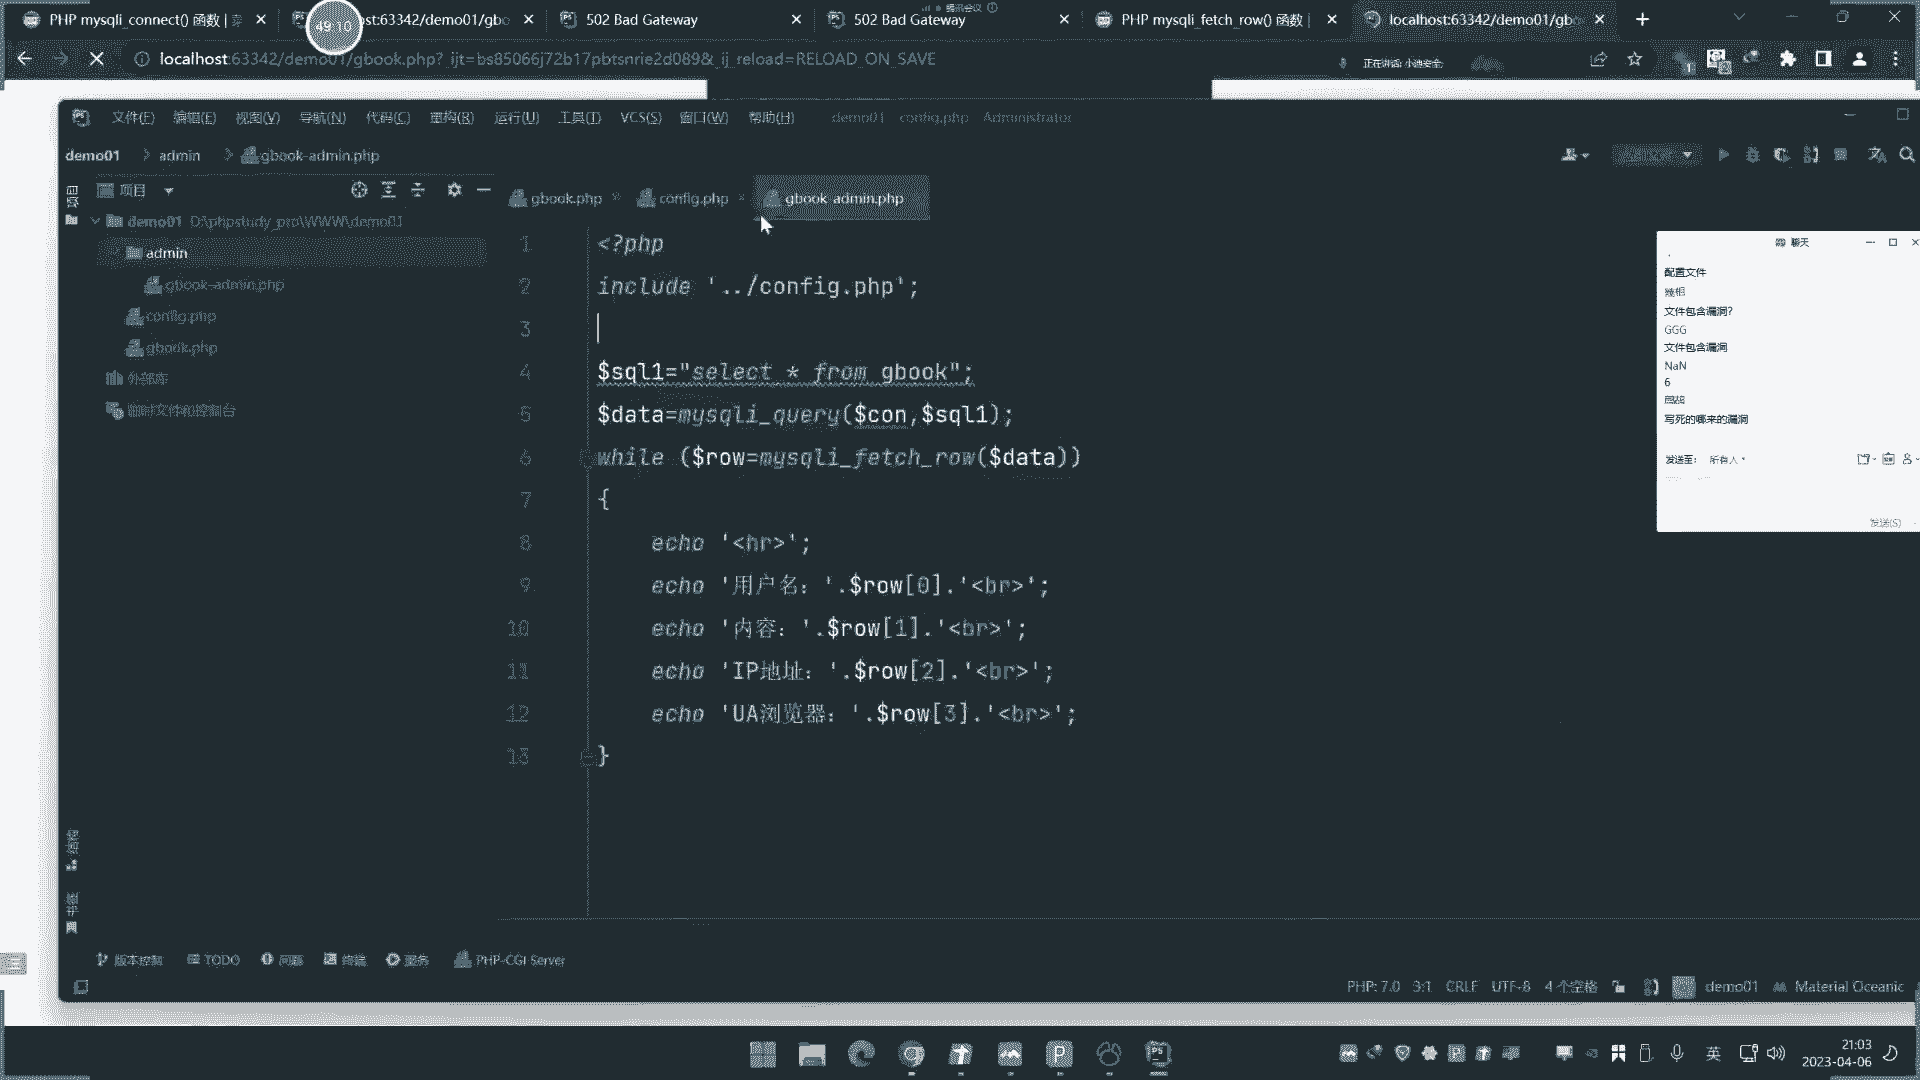 PHP mysqli_connect() 函数 |
49:10
st:63342/demo01/gbo
502 Bad Gateway
502 Bad Gateway
PHP mysqli_fetch_row() 函数 |
localhost:63342/demo01/gbo
localhost:63342/demo01/gbook.php?_ijt=bs85066j72b17pbtsnrie2d089&_ij_reload=RELOAD_ON_SAVE
正在讲话: 小迪安全;
文件(F) 编辑(E) 视图(V) 导航(N) 代码(C) 重构(R) 运行(U) 工具(T) VCS(S) 窗口(W) 帮助(H) demo01 config.php Administrator
demo01 admin gbook-admin.php
项目
demo01 D:\phpstudy_pro\WWW\demo01
admin
gbook-admin.php
config.php
gbook.php
外部库
临时文件和控制台
gbook.php config.php gbook-admin.php
1 <?php
2 include '../config.php';
3
4 $sql1="select * from gbook";
5 $data=mysqli_query($con,$sql1);
6 while ($row=mysqli_fetch_row($data))
7 {
8 echo '<hr>';
9 echo '用户名：'.$row[0].'<br>';
10 echo '内容：'.$row[1].'<br>';
11 echo 'IP地址：'.$row[2].'<br>';
12 echo 'UA浏览器：'.$row[3].'<br>';
13 }
聊天
配置文件
文件包含漏洞?
GGG
文件包含漏洞
NaN
6
写死的哪来的漏洞
发送至: 所有人
发送(S)
结构
书签
版本控制 TODO 问题 终端 服务 PHP-CGI Server
PHP: 7.0 3:1 CRLF UTF-8 4 个空格 demo01 Material Oceanic
英
21:03
2023-04-06